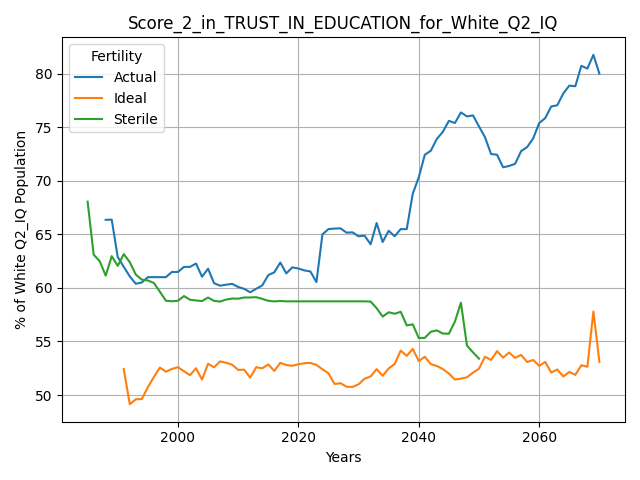 Score_2_in_TRUST_IN_EDUCATION_for_White_Q2_IQ
Fertility
Actual
Ideal
Sterile
% of White Q2_IQ Population
80
75
70
65
60
55
50
2000
2020
2040
2060
Years